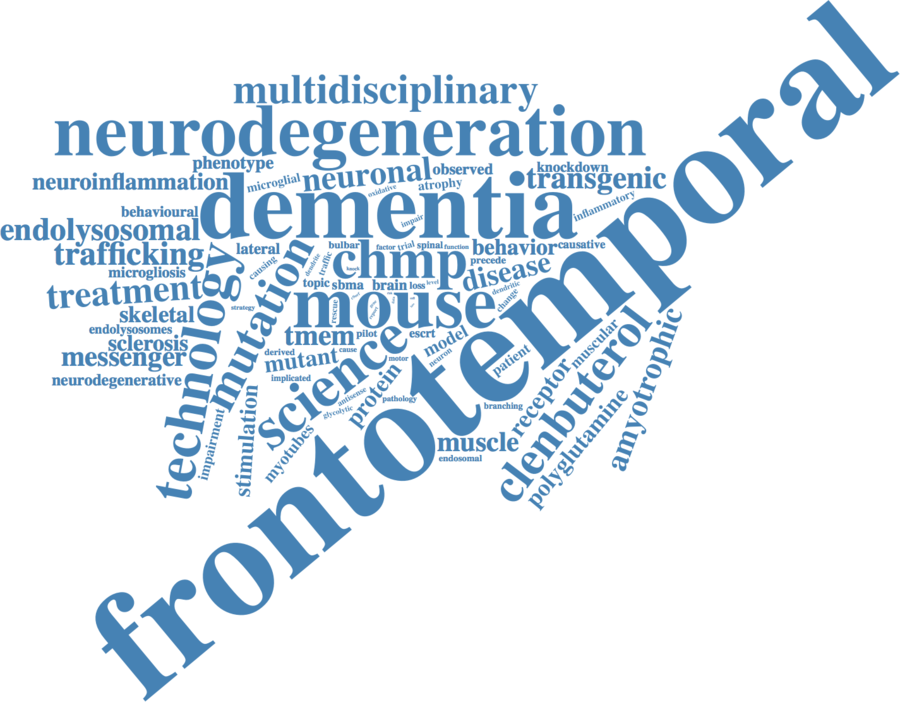 frontotemporal
multidisciplinary
neurodegeneration
phenotype
neuroinflammation
microglial
neuronal
observed
knockdown
transgenic
oxidative
atrophy
dementia
inflammatory
impair
behavioural
endolysosomal
lateral
bulbar
factor
trial
spinal
function
behavior
causative
trafficking
technology
causing
mutation
dendrite
traffic
chmp
precede
disease
microgliosis
topic
sbma
brain
loss
level
dendritic
change
treatment
mouse
rescue
strategy
skeletal
endolysosomes
sclerosis
messenger
neurodegenerative
tmem
pilot
escrt
model
neuron
derived
cause
mutant
implicated
science
motor
patient
muscular
receptor
clenbuterol
amyotrophic
polyglutamine
impairment
stimulation
antisense
glycolytic
protein
pathology
branching
myotubes
muscle
endosomal